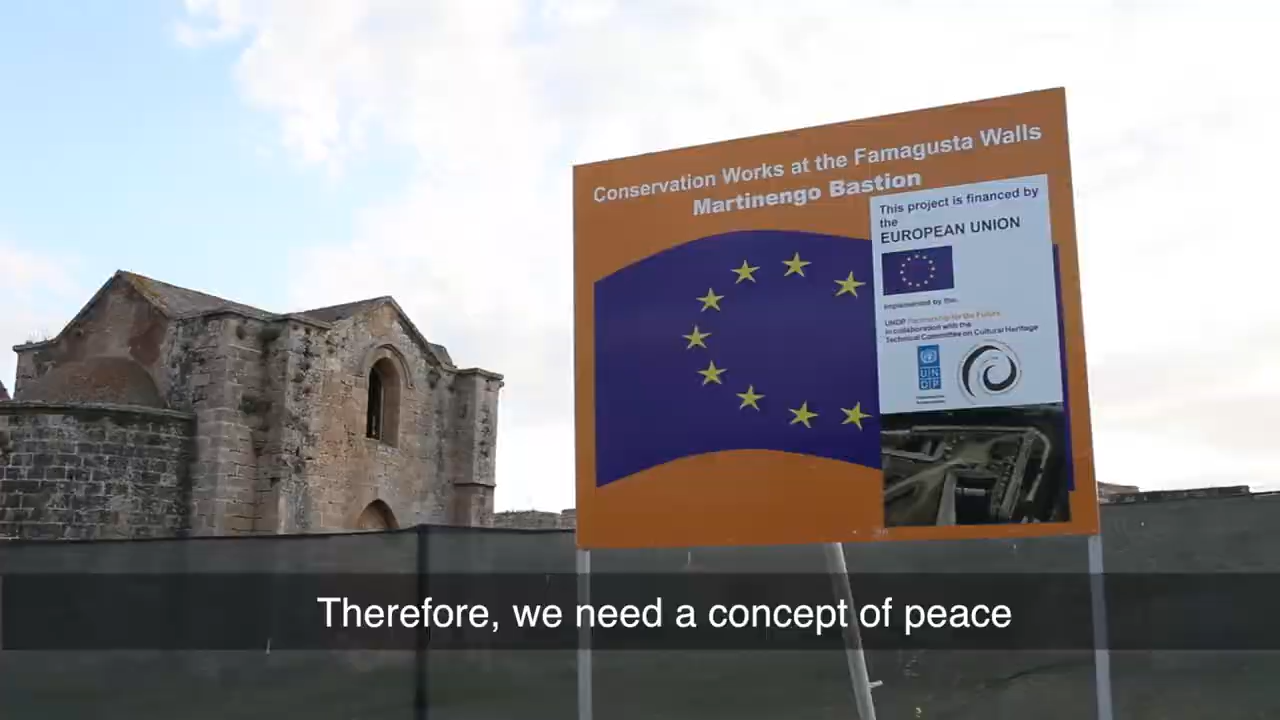 Conservation Works at the Famagusta Walls
Martinengo Bastion
This project is financed by
the
EUROPEAN UNION
Implemented by the:
UNDP Partnership for the Future
in collaboration with the
Technical Committee on Cultural Heritage
UN
DP
Therefore, we need a concept of peace